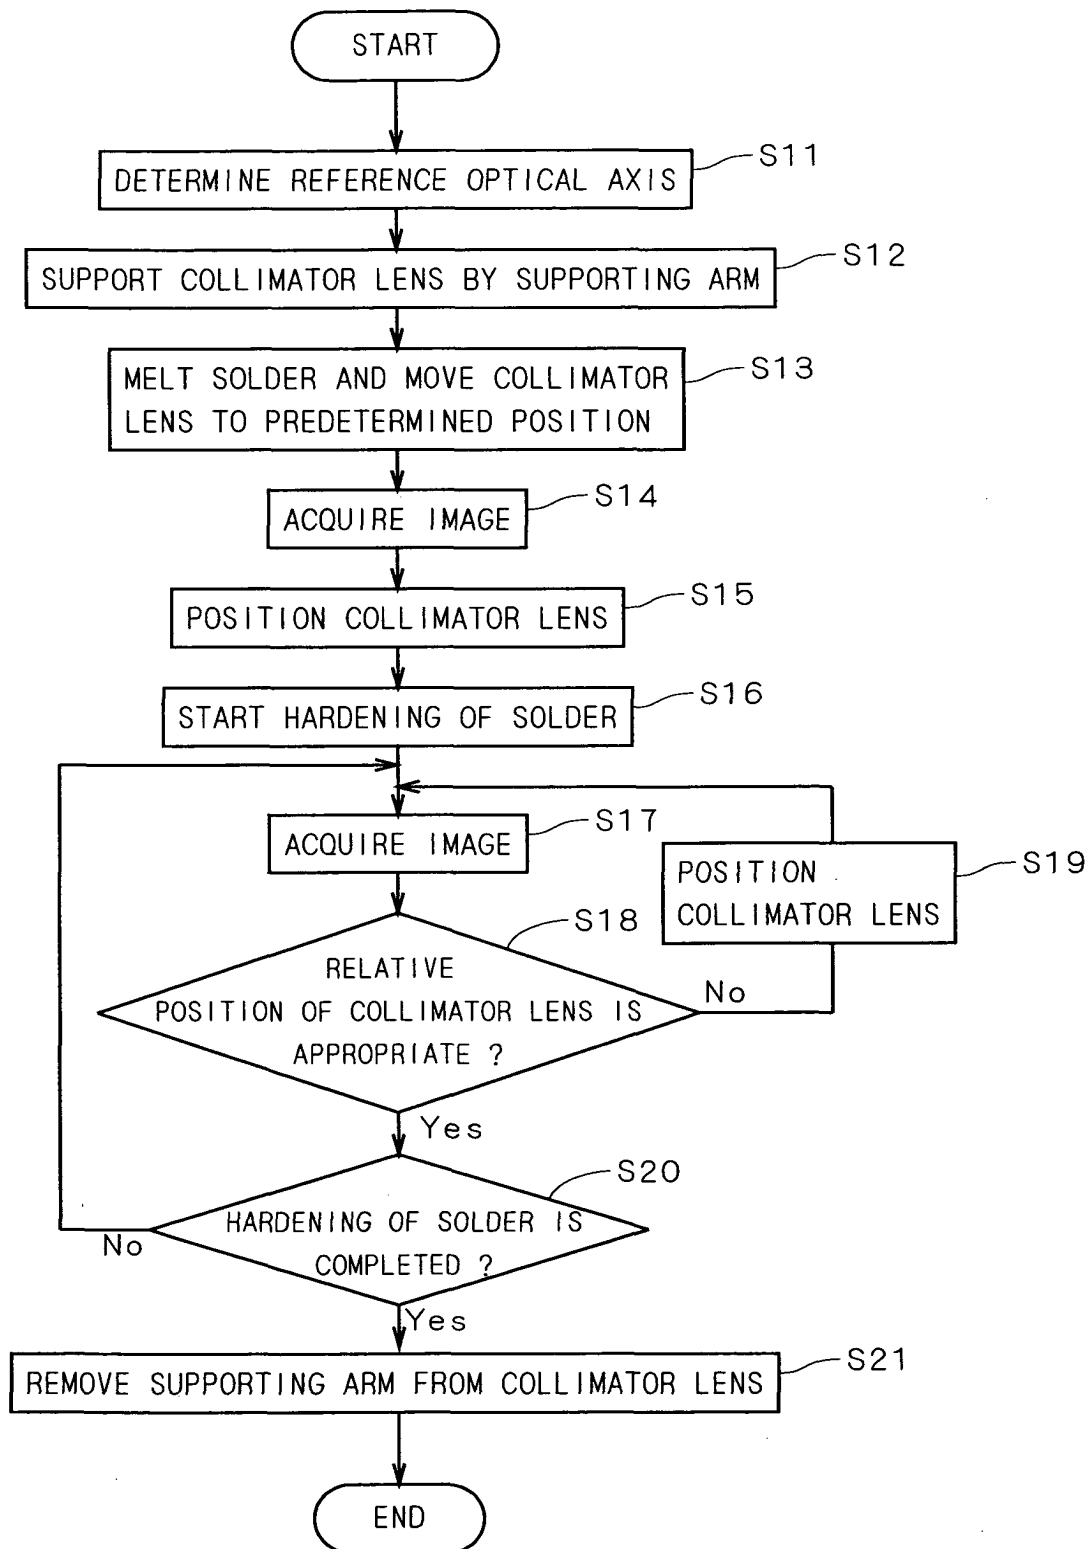 START
S11
DETERMINE REFERENCE OPTICAL AXIS
S12
SUPPORT COLLIMATOR LENS BY SUPPORTING ARM
S13
MELT SOLDER AND MOVE COLLIMATOR
LENS TO PREDETERMINED POSITION
S14
ACQUIRE IMAGE
S15
POSITION COLLIMATOR LENS
S16
START HARDENING OF SOLDER
S17
ACQUIRE IMAGE
S19
POSITION
COLLIMATOR LENS
S18
RELATIVE
POSITION OF COLLIMATOR LENS IS
APPROPRIATE ?
No
Yes
S20
HARDENING OF SOLDER IS
COMPLETED ?
No
Yes
S21
REMOVE SUPPORTING ARM FROM COLLIMATOR LENS
END